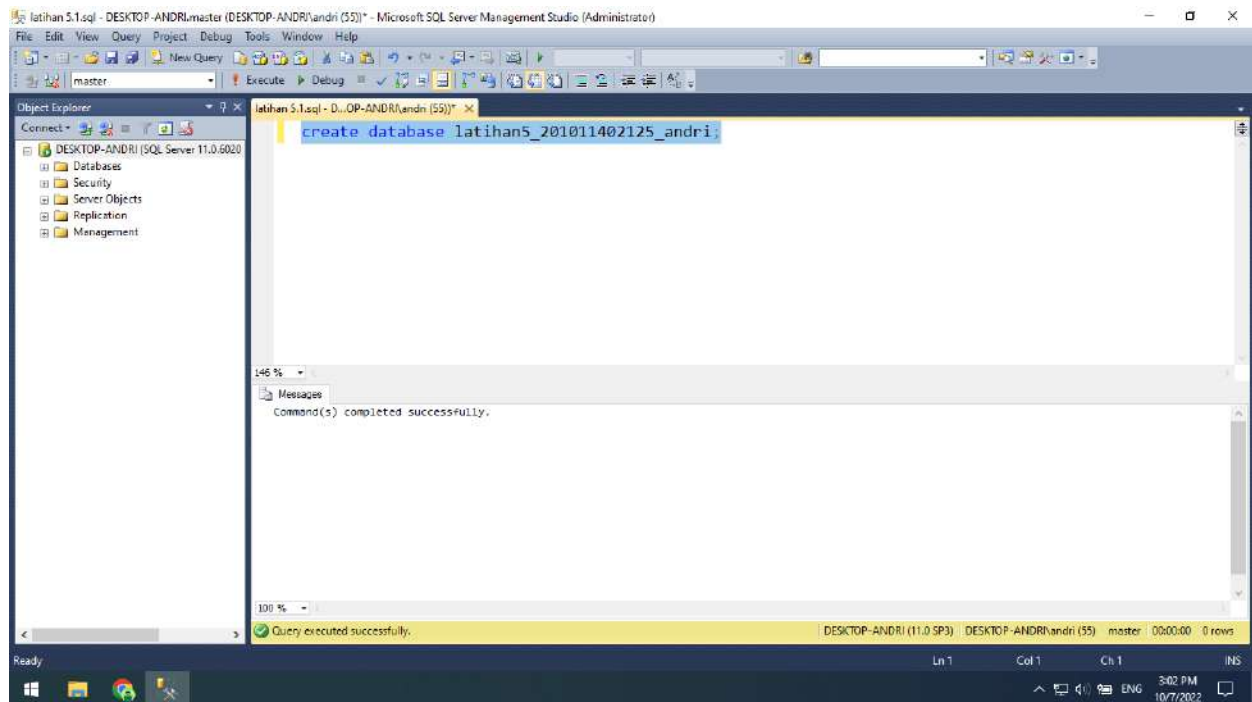 latihan 5.1.sql - DESKTOP-ANDRI.master (DESKTOP-ANDRI\andri (55))* - Microsoft SQL Server Management Studio (Administrator)
File Edit View Query Project Debug Tools Window Help
New Query
master Execute Debug
Object Explorer
Connect
DESKTOP-ANDRI (SQL Server 11.0.6020
Databases
Security
Server Objects
Replication
Management
latihan 5.1.sql - D...OP-ANDRI\andri (55))*
create database latihan5_201011402125_andri;
146 %
Messages
Command(s) completed successfully.
100 %
Query executed successfully. DESKTOP-ANDRI (11.0 SP3) DESKTOP-ANDRI\andri (55) master 00:00:00 0 rows
Ready Ln 1 Col 1 Ch 1 INS
ENG
3:02 PM
10/7/2022